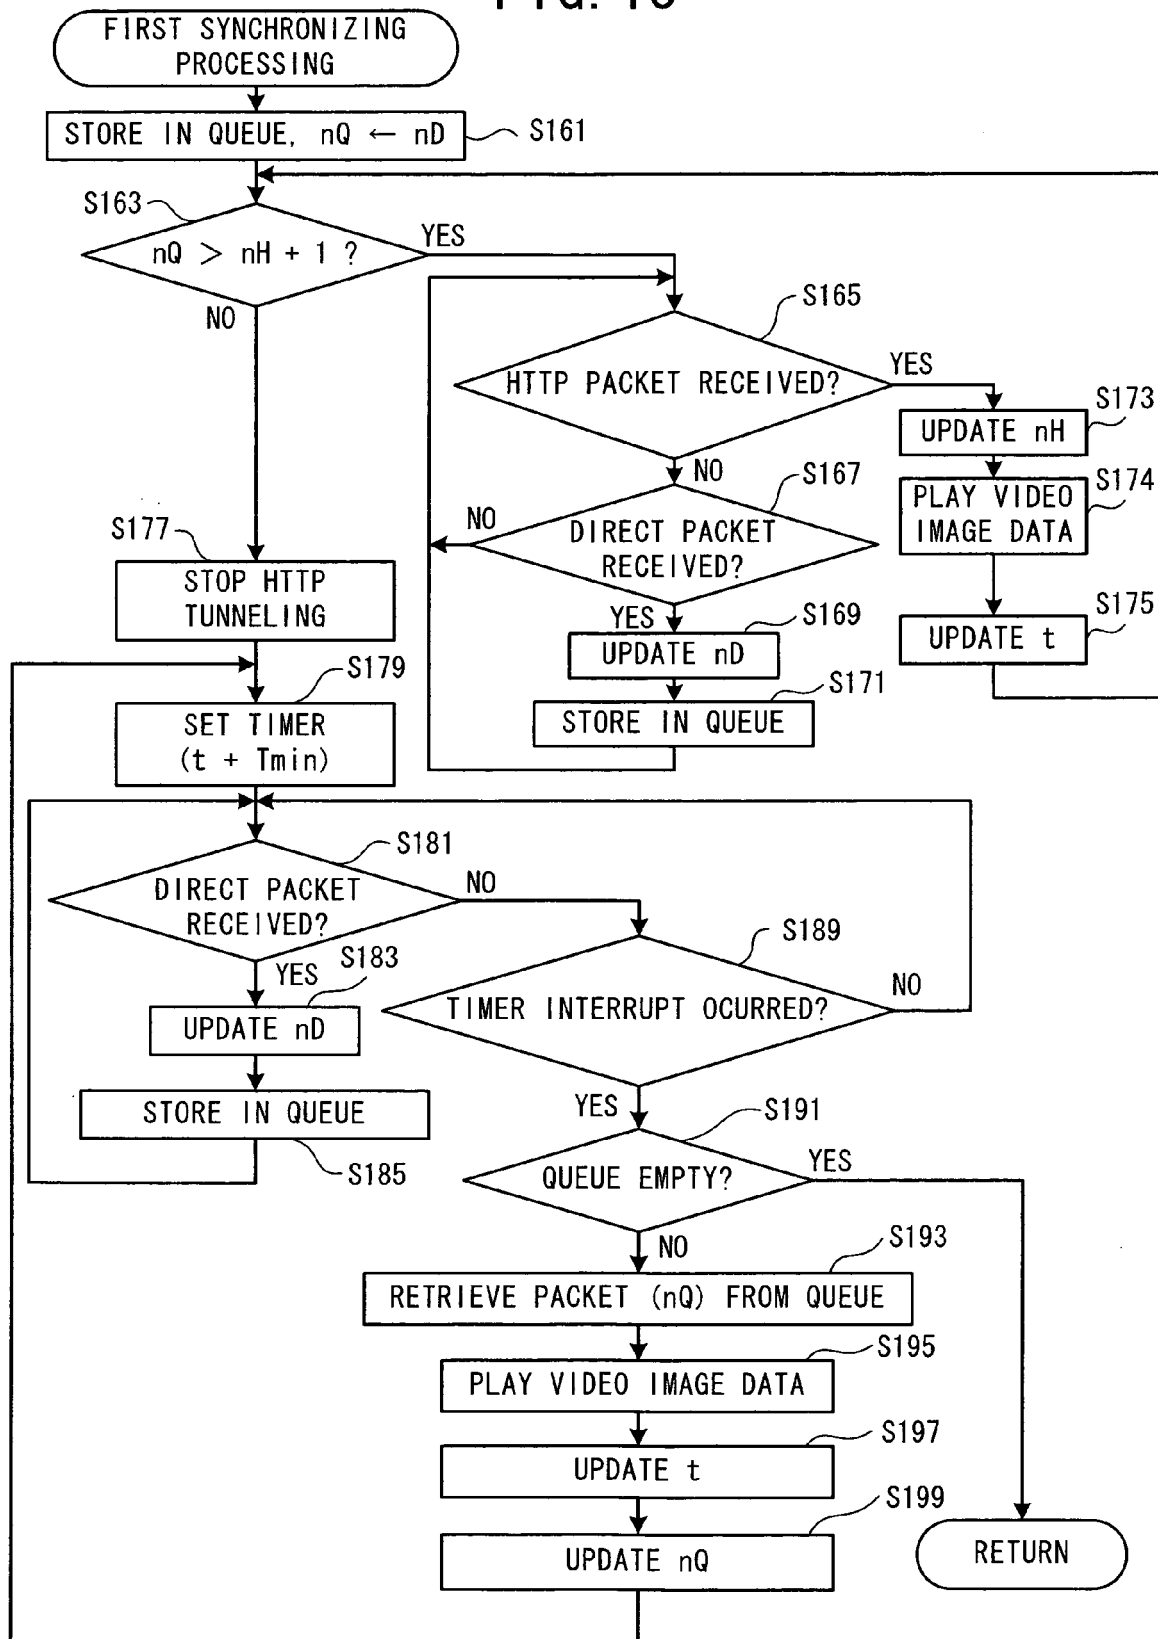 FIRST SYNCHRONIZING
PROCESSING
STORE IN QUEUE, nQ ← nD
S161
S163
nQ > nH + 1 ?
YES
NO
S165
HTTP PACKET RECEIVED?
YES
NO
S173
UPDATE nH
S174
PLAY VIDEO
IMAGE DATA
S175
UPDATE t
S167
DIRECT PACKET
RECEIVED?
NO
YES
S169
UPDATE nD
S171
STORE IN QUEUE
S177
STOP HTTP
TUNNELING
S179
SET TIMER
(t + Tmin)
S181
DIRECT PACKET
RECEIVED?
NO
YES
S183
UPDATE nD
STORE IN QUEUE
S185
S189
TIMER INTERRUPT OCURRED?
NO
YES
S191
QUEUE EMPTY?
YES
NO
S193
RETRIEVE PACKET (nQ) FROM QUEUE
S195
PLAY VIDEO IMAGE DATA
S197
UPDATE t
S199
UPDATE nQ
RETURN